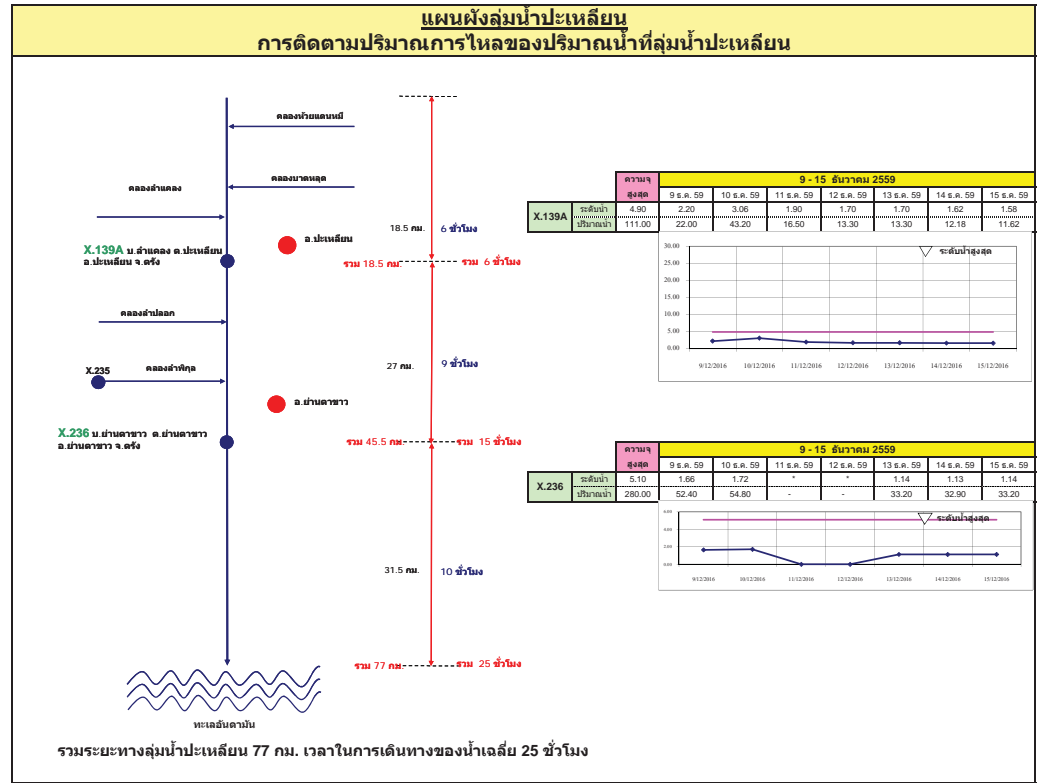 แผนผังลุ่มน้ำปะเหลียน
การติดตามปริมาณการไหลของปริมาณน้ำที่ลุ่มน้ำปะเหลียน
คลองห้วยแดนหมี
คลองบาดหลุด
คลองลำแคลง
18.5 กม. 6 ชั่วโมง
อ.ปะเหลียน
X.139A บ.ลำแคลง ต.ปะเหลียน
อ.ปะเหลียน จ.ตรัง
รวม 18.5 กม. รวม 6 ชั่วโมง
คลองลำปลอก
27 กม. 9 ชั่วโมง
X.235 คลองลำพิกุล
อ.ย่านตาขาว
X.236 บ.ย่านตาขาว ต.ย่านตาขาว
อ.ย่านตาขาว จ.ตรัง
รวม 45.5 กม. รวม 15 ชั่วโมง
31.5 กม. 10 ชั่วโมง
รวม 77 กม. รวม 25 ชั่วโมง
ทะเลอันดามัน
ความจุ 9 - 15 ธันวาคม 2559
สูงสุด 9 ธ.ค. 59 10 ธ.ค. 59 11 ธ.ค. 59 12 ธ.ค. 59 13 ธ.ค. 59 14 ธ.ค. 59 15 ธ.ค. 59
X.139A ระดับน้ำ 4.90 2.20 3.06 1.90 1.70 1.70 1.62 1.58
ปริมาณน้ำ 111.00 22.00 43.20 16.50 13.30 13.30 12.18 11.62
ระดับน้ำสูงสุด
30.00
25.00
20.00
15.00
10.00
5.00
0.00
9/12/2016 10/12/2016 11/12/2016 12/12/2016 13/12/2016 14/12/2016 15/12/2016
ความจุ 9 - 15 ธันวาคม 2559
สูงสุด 9 ธ.ค. 59 10 ธ.ค. 59 11 ธ.ค. 59 12 ธ.ค. 59 13 ธ.ค. 59 14 ธ.ค. 59 15 ธ.ค. 59
X.236 ระดับน้ำ 5.10 1.66 1.72 * * 1.14 1.13 1.14
ปริมาณน้ำ 280.00 52.40 54.80 - - 33.20 32.90 33.20
ระดับน้ำสูงสุด
6.00
4.00
2.00
0.00
9/12/2016 10/12/2016 11/12/2016 12/12/2016 13/12/2016 14/12/2016 15/12/2016
รวมระยะทางลุ่มน้ำปะเหลียน 77 กม. เวลาในการเดินทางของน้ำเฉลี่ย 25 ชั่วโมง